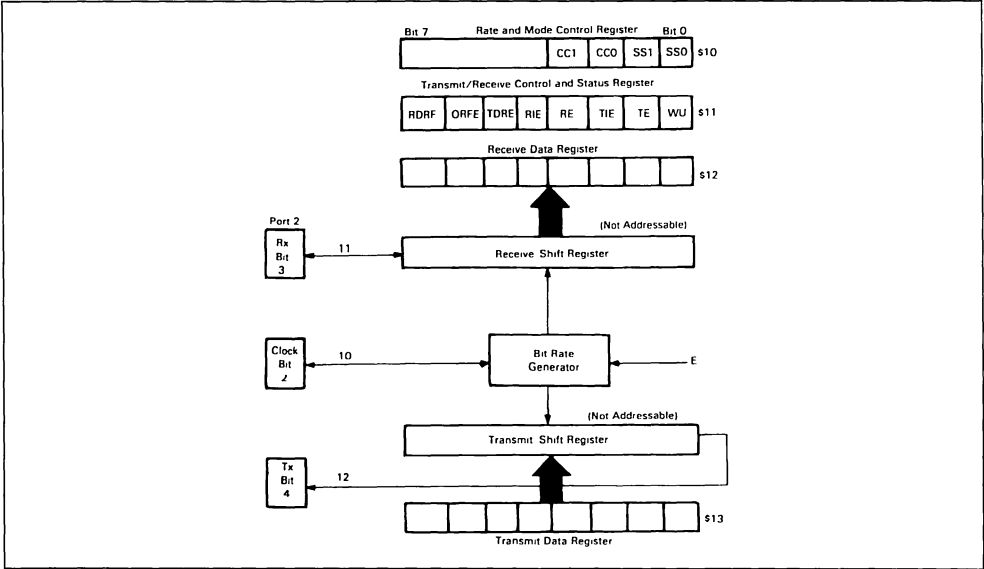 Bit 7 Rate and Mode Control Register Bit 0
CC1 CC0 SS1 SS0 $10
Transmit/Receive Control and Status Register
RDRF ORFE TDRE RIE RE TIE TE WU $11
Receive Data Register
$12
Port 2
(Not Addressable)
Rx
Bit
3
11
Receive Shift Register
Clock
Bit
2
10
Bit Rate
Generator
E
(Not Addressable)
Transmit Shift Register
Tx
Bit
4
12
$13
Transmit Data Register